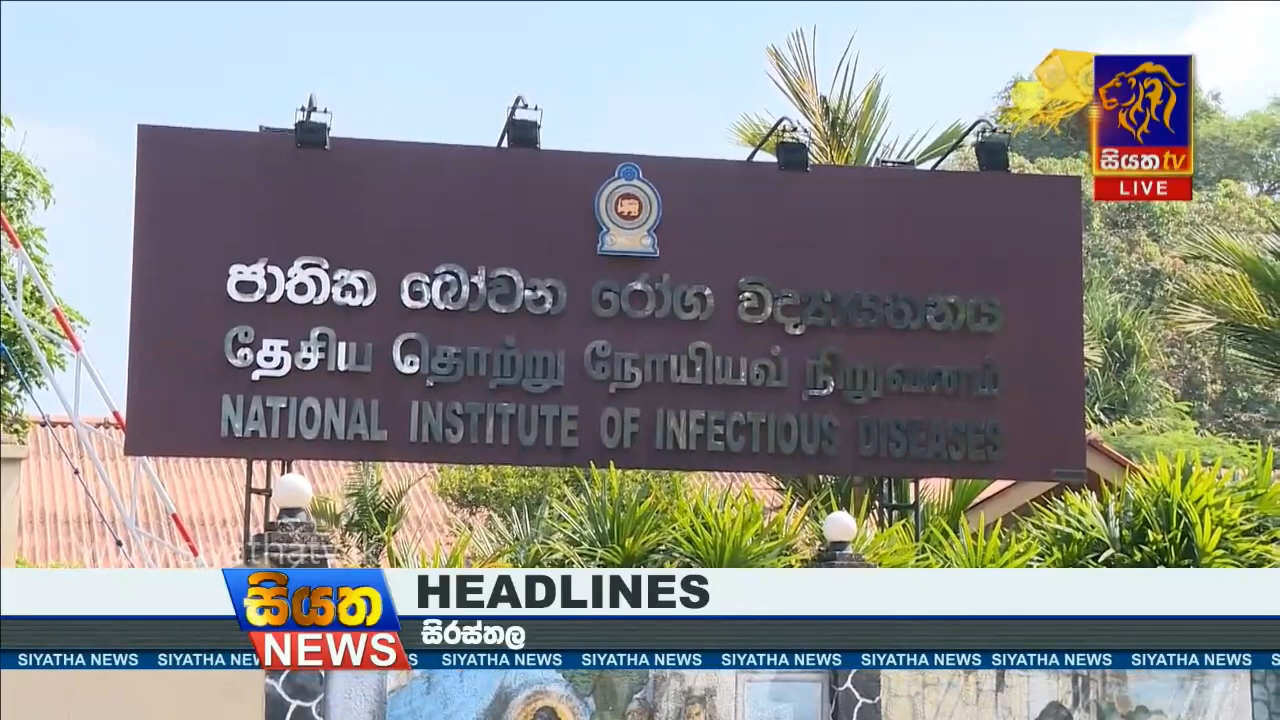 සියත tv
LIVE
ජාතික බෝවන රෝග විද්‍යායතනය
தேசிய தொற்று நோயியவ் நிறுவனம்
NATIONAL INSTITUTE OF INFECTIOUS DISEASES
HEADLINES
සියත
NEWS
සිරස්තල
SIYATHA NEWS SIYATHA NEWS SIYATHA NEWS SIYATHA NEWS SIYATHA NEWS SIYATHA NEWS SIYATHA NEWS SIYATHA NEWS